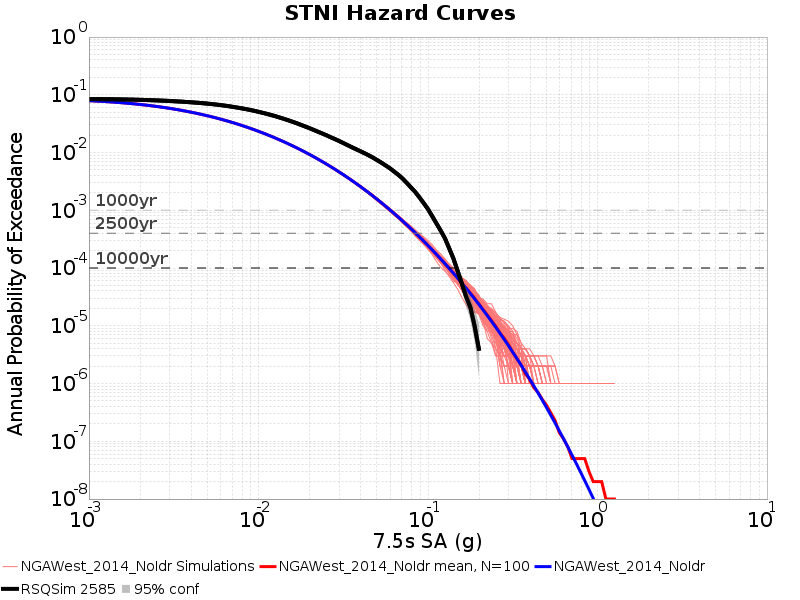 STNI Hazard Curves
Annual Probability of Exceedance
10^0
10^-1
10^-2
10^-3
10^-4
10^-5
10^-6
10^-7
10^-8
1000yr
2500yr
10000yr
10^-3 10^-2 10^-1 10^0 10^1
7.5s SA (g)
NGAWest_2014_NoIdr Simulations NGAWest_2014_NoIdr mean, N=100 NGAWest_2014_NoIdr
RSQSim 2585 95% conf